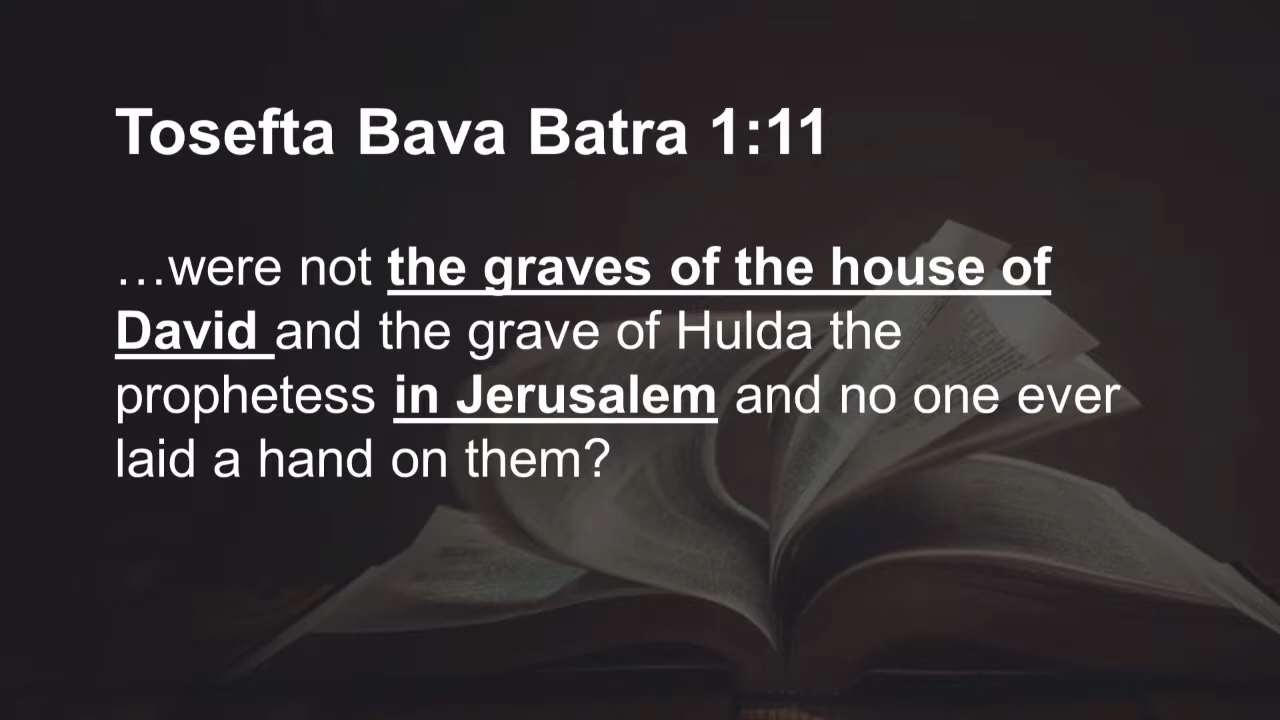 Tosefta Bava Batra 1:11
…were not the graves of the house of
David and the grave of Hulda the
prophetess in Jerusalem and no one ever
laid a hand on them?